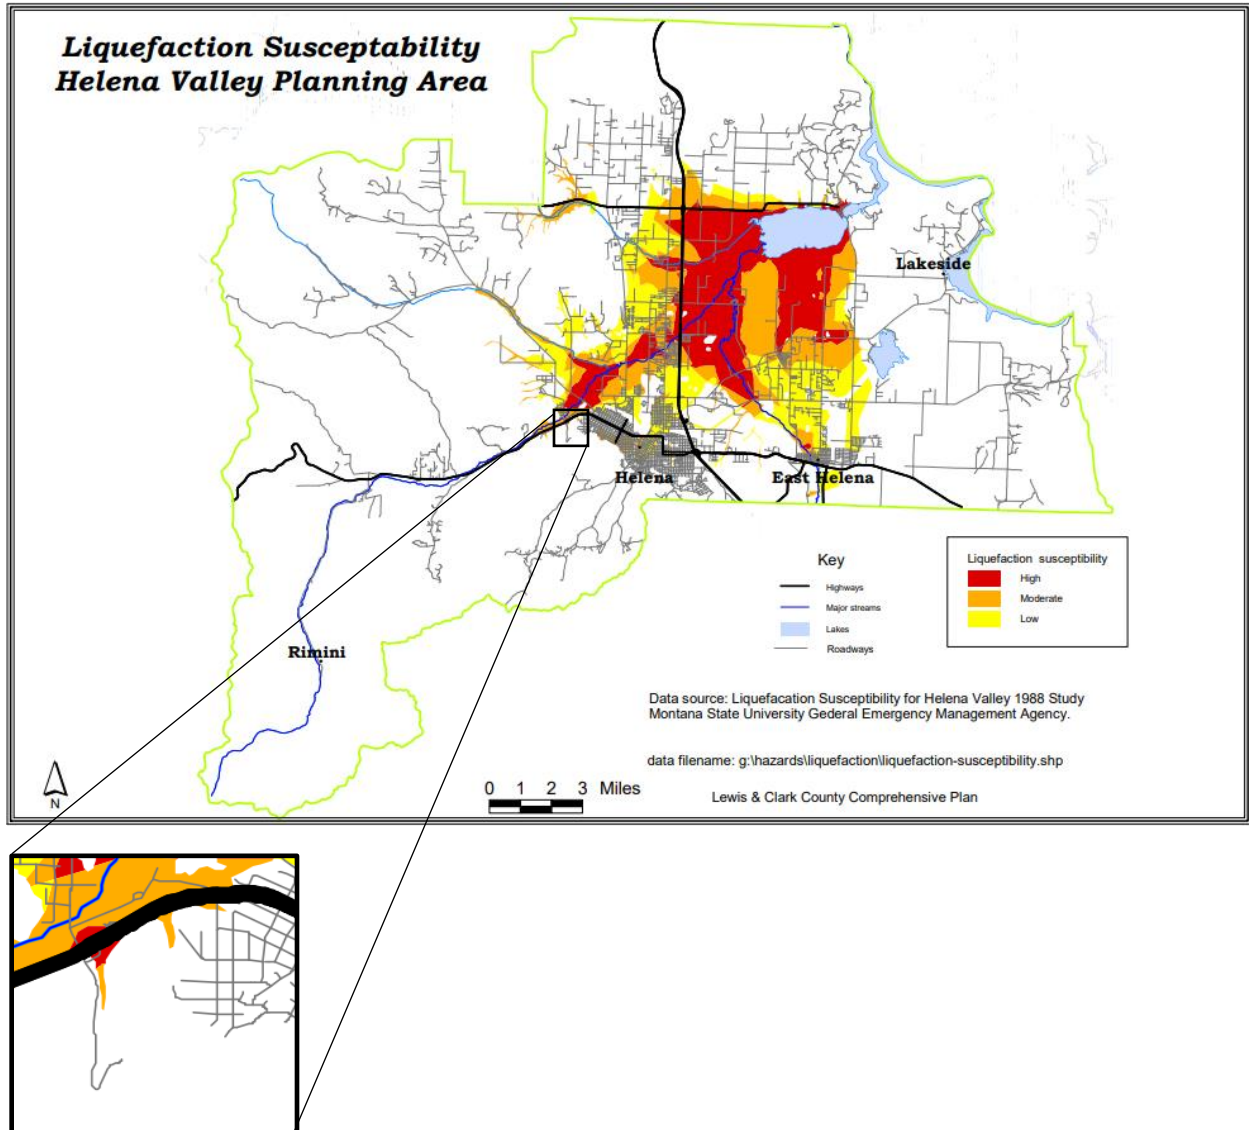 Liquefaction Susceptability
Helena Valley Planning Area
Lakeside
Helena
East Helena
Rimini
Key
Highways
Major streams
Lakes
Roadways
Liquefaction susceptibility
High
Moderate
Low
Data source: Liquefacation Susceptibility for Helena Valley 1988 Study
Montana State University Gederal Emergency Management Agency.
data filename: g:\hazards\liquefaction\liquefaction-susceptibility.shp
Lewis & Clark County Comprehensive Plan
0 1 2 3 Miles
N